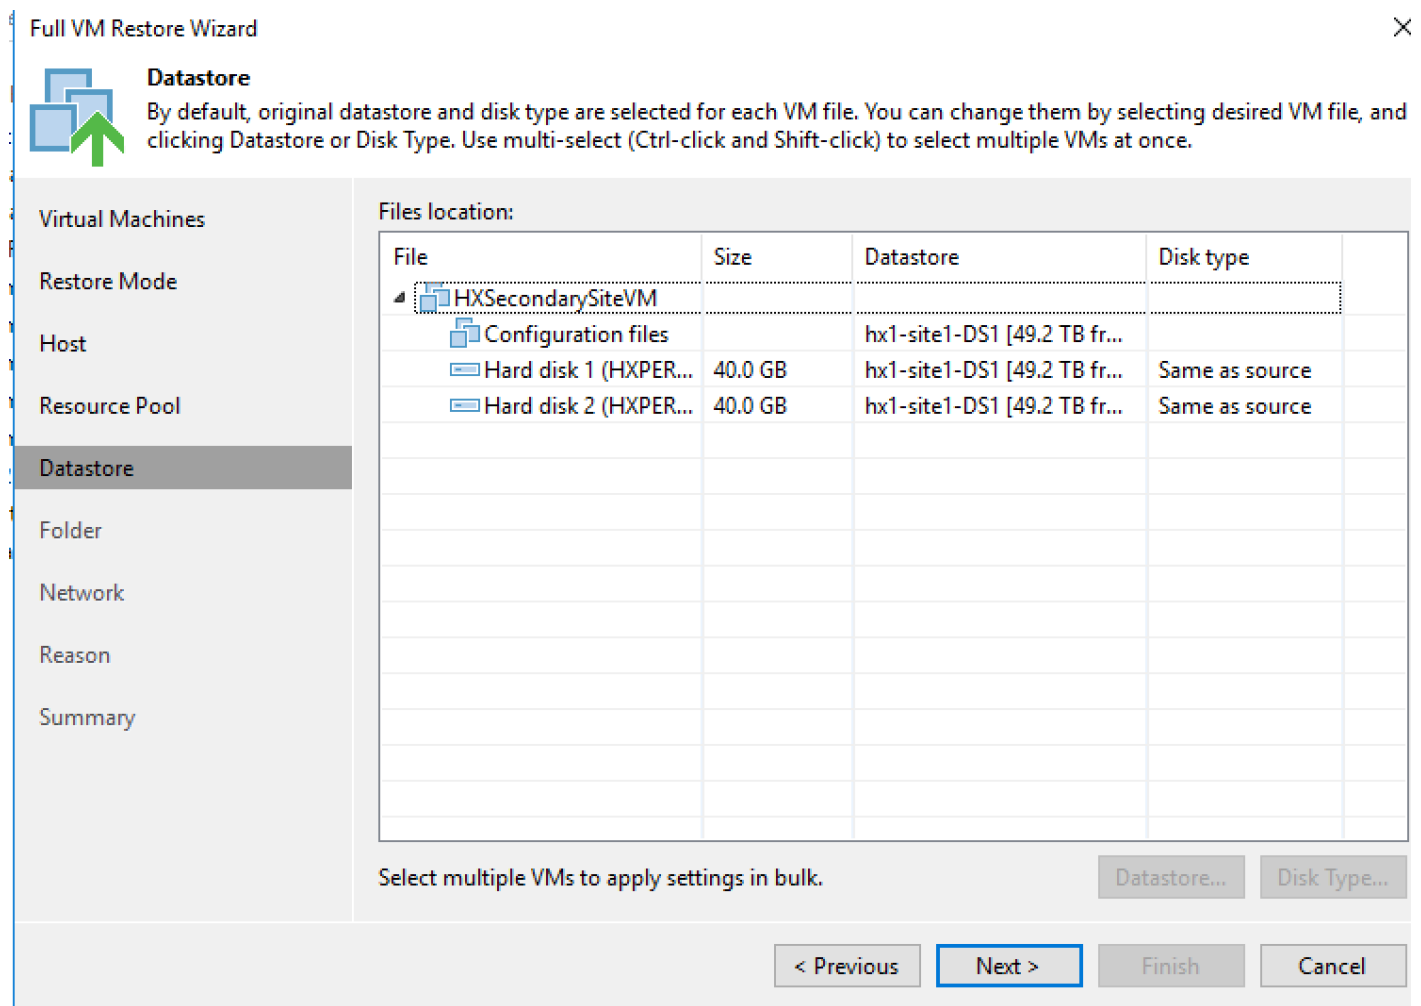 Full VM Restore Wizard
Datastore
By default, original datastore and disk type are selected for each VM file. You can change them by selecting desired VM file, and
clicking Datastore or Disk Type. Use multi-select (Ctrl-click and Shift-click) to select multiple VMs at once.
Virtual Machines
Restore Mode
Host
Resource Pool
Datastore
Folder
Network
Reason
Summary
Files location:
File Size Datastore Disk type
HXSecondarySiteVM
Configuration files hx1-site1-DS1 [49.2 TB fr...
Hard disk 1 (HXPER... 40.0 GB hx1-site1-DS1 [49.2 TB fr... Same as source
Hard disk 2 (HXPER... 40.0 GB hx1-site1-DS1 [49.2 TB fr... Same as source
Select multiple VMs to apply settings in bulk.
Datastore... Disk Type...
< Previous Next > Finish Cancel